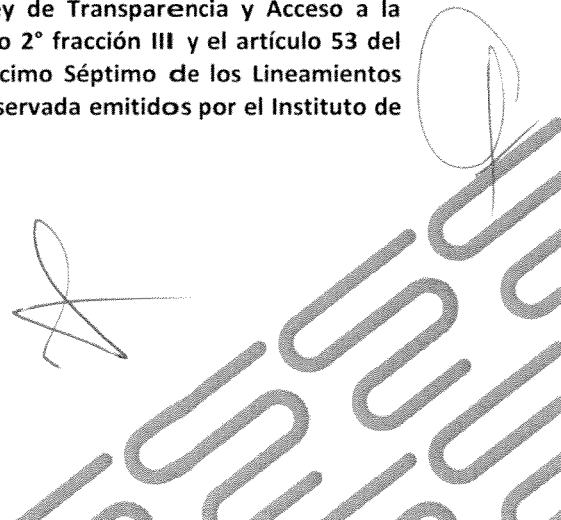 ey de Transparencia y Acceso a la
o 2° fracción III y el artículo 53 del
cimo Séptimo de los Lineamientos
servada emitidos por el Instituto de